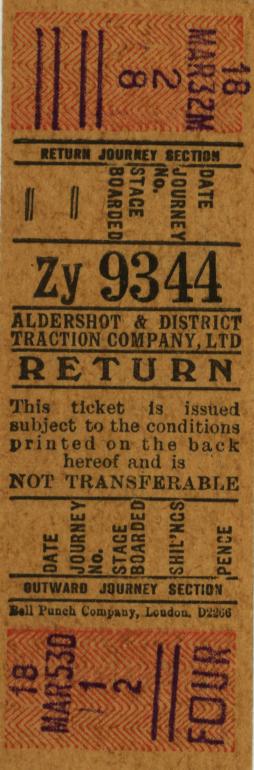 18
MAR32N
2
8
RETURN JOURNEY SECTION
DATE
JOURNEY
NO.
STAGE
BOARDED
Zy 9344
ALDERSHOT & DISTRICT
TRACTION COMPANY, LTD
RETURN
This ticket is issued
subject to the conditions
printed on the back
hereof and is
NOT TRANSFERABLE
DATE
JOURNEY
NO.
STAGE
BOARDED
SHIL'NGS
PENCE
OUTWARD JOURNEY SECTION
Bell Punch Company, London. D2266
18
MAR53D
1
2
FOUR